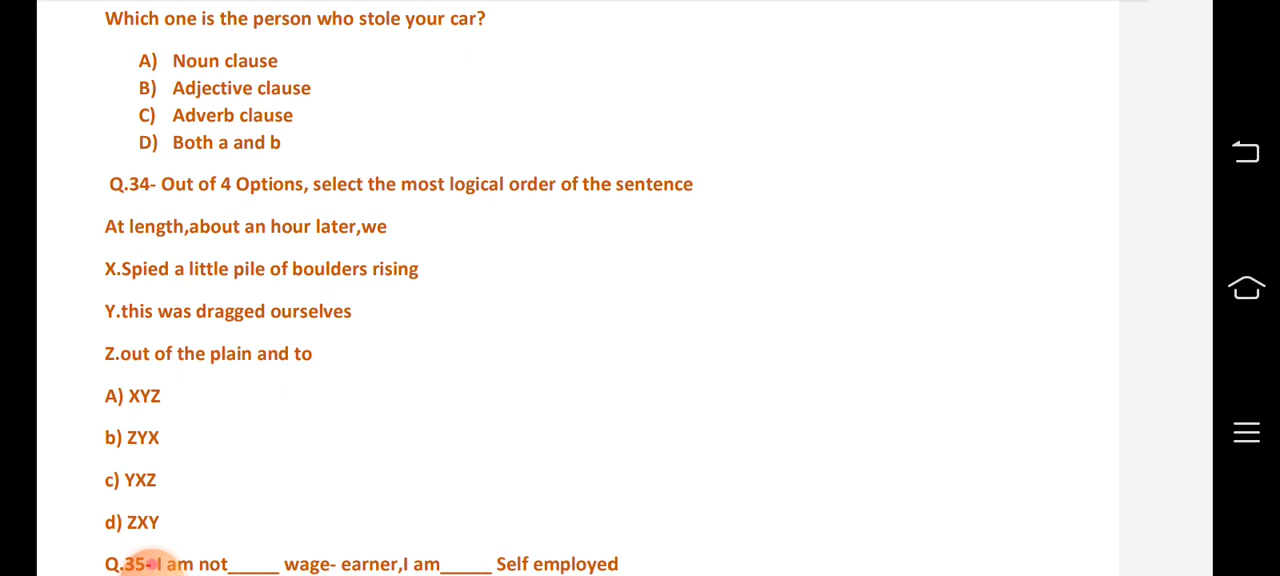 Which one is the person who stole your car?
A) Noun clause
B) Adjective clause
C) Adverb clause
D) Both a and b
Q.34- Out of 4 Options, select the most logical order of the sentence
At length,about an hour later,we
X.Spied a little pile of boulders rising
Y.this was dragged ourselves
Z.out of the plain and to
A) XYZ
b) ZYX
c) YXZ
d) ZXY
Q.35- I am not_____ wage- earner,I am_____ Self employed